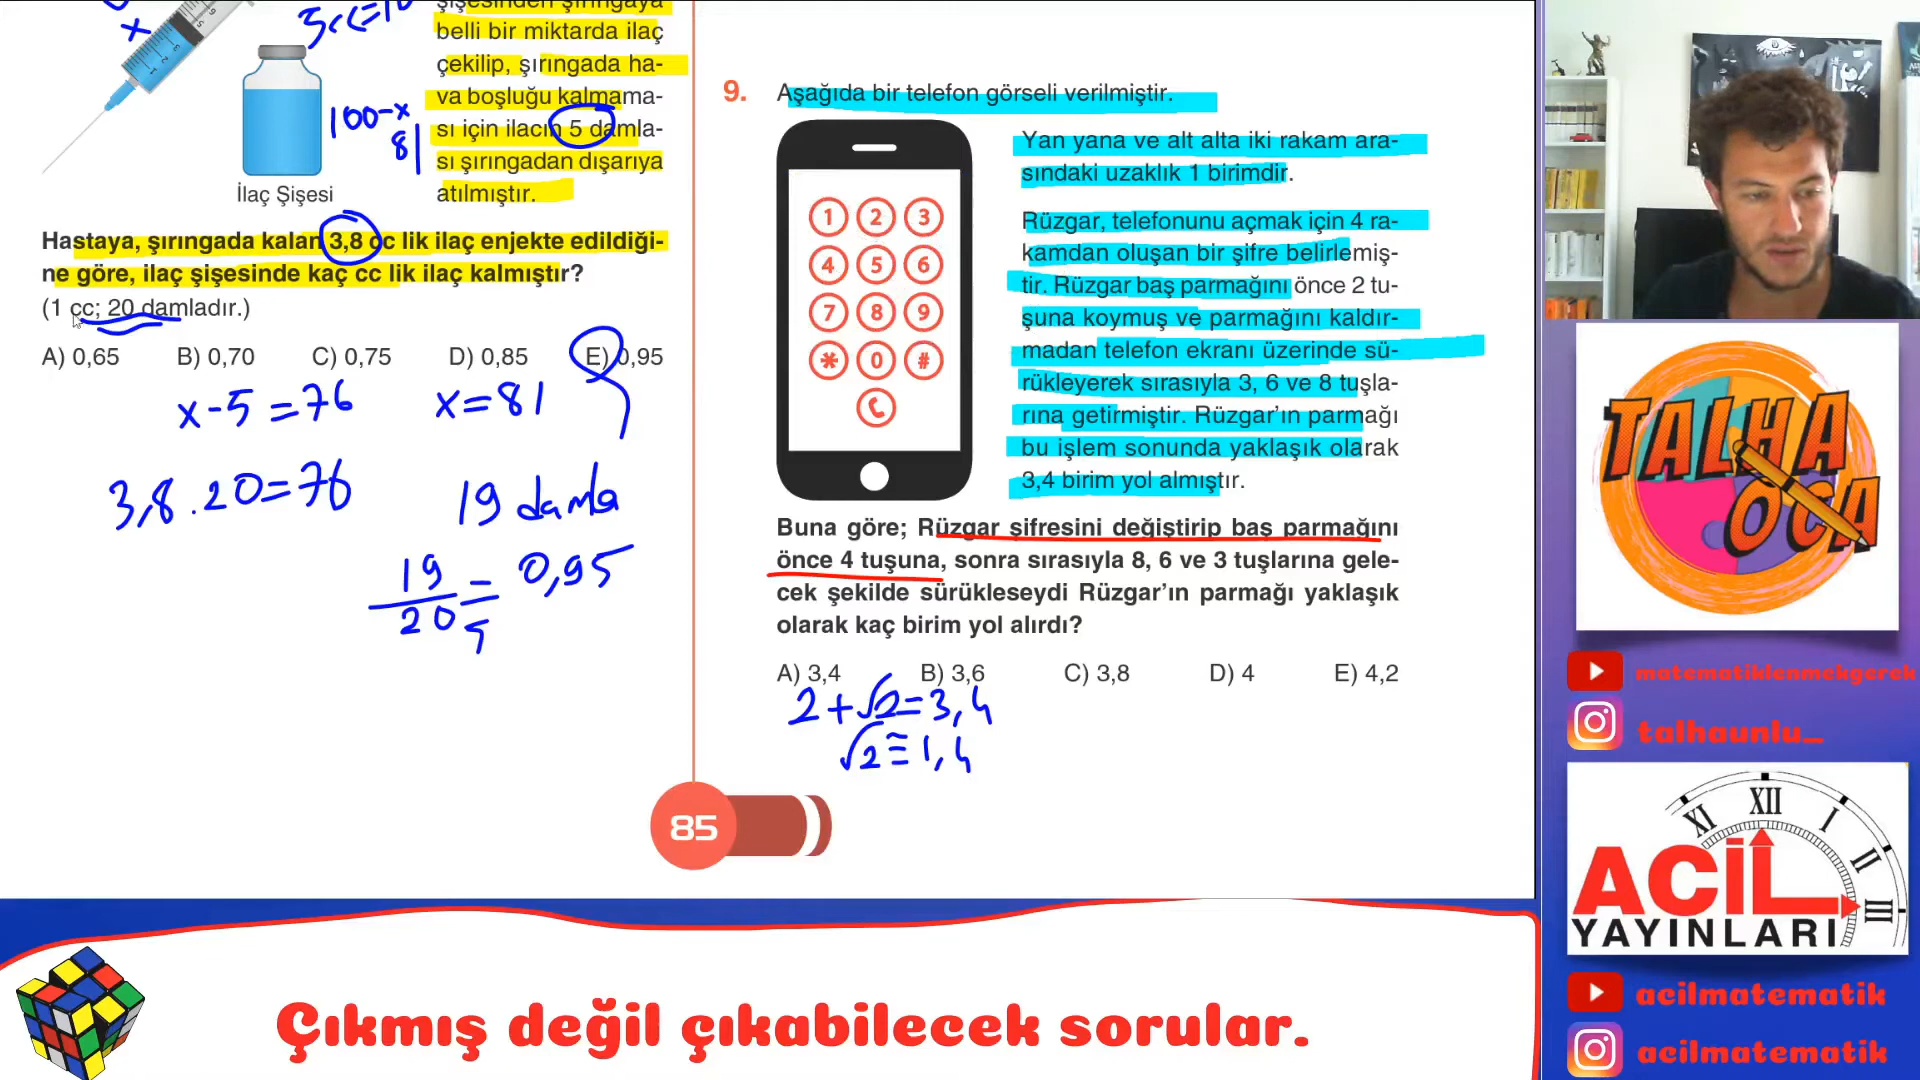 x
5cc=10
şişesinden şırıngaya
belli bir miktarda ilaç
çekilip, şırıngada ha-
va boşluğu kalmama-
sı için ilacın 5 damla-
sı şırıngadan dışarıya
atılmıştır.
100-x
81
İlaç Şişesi
Hastaya, şırıngada kalan 3,8 cc lik ilaç enjekte edildiği-
ne göre, ilaç şişesinde kaç cc lik ilaç kalmıştır?
(1 cc; 20 damladır.)
A) 0,65 B) 0,70 C) 0,75 D) 0,85 E) 0,95
x-5=76 x=81
3,8.20=76 19 damla
19/20 = 0,95
5
9. Aşağıda bir telefon görseli verilmiştir.
1 2 3
4 5 6
7 8 9
* 0 #
Yan yana ve alt alta iki rakam ara-
sındaki uzaklık 1 birimdir.
Rüzgar, telefonunu açmak için 4 ra-
kamdan oluşan bir şifre belirlemiş-
tir. Rüzgar baş parmağını önce 2 tu-
şuna koymuş ve parmağını kaldır-
madan telefon ekranı üzerinde sü-
rükleyerek sırasıyla 3, 6 ve 8 tuşla-
rına getirmiştir. Rüzgar'ın parmağı
bu işlem sonunda yaklaşık olarak
3,4 birim yol almıştır.
Buna göre; Rüzgar şifresini değiştirip baş parmağını
önce 4 tuşuna, sonra sırasıyla 8, 6 ve 3 tuşlarına gele-
cek şekilde sürükleseydi Rüzgar'ın parmağı yaklaşık
olarak kaç birim yol alırdı?
A) 3,4 B) 3,6 C) 3,8 D) 4 E) 4,2
2+√2=3,4
√2≅1,4
85
TALHA
HOCA
matematiklenmekgerek
talhaunlu_
XI XII I II III
ACİL
YAYINLARI
acilmatematik
acilmatematik
Çıkmış değil çıkabilecek sorular.